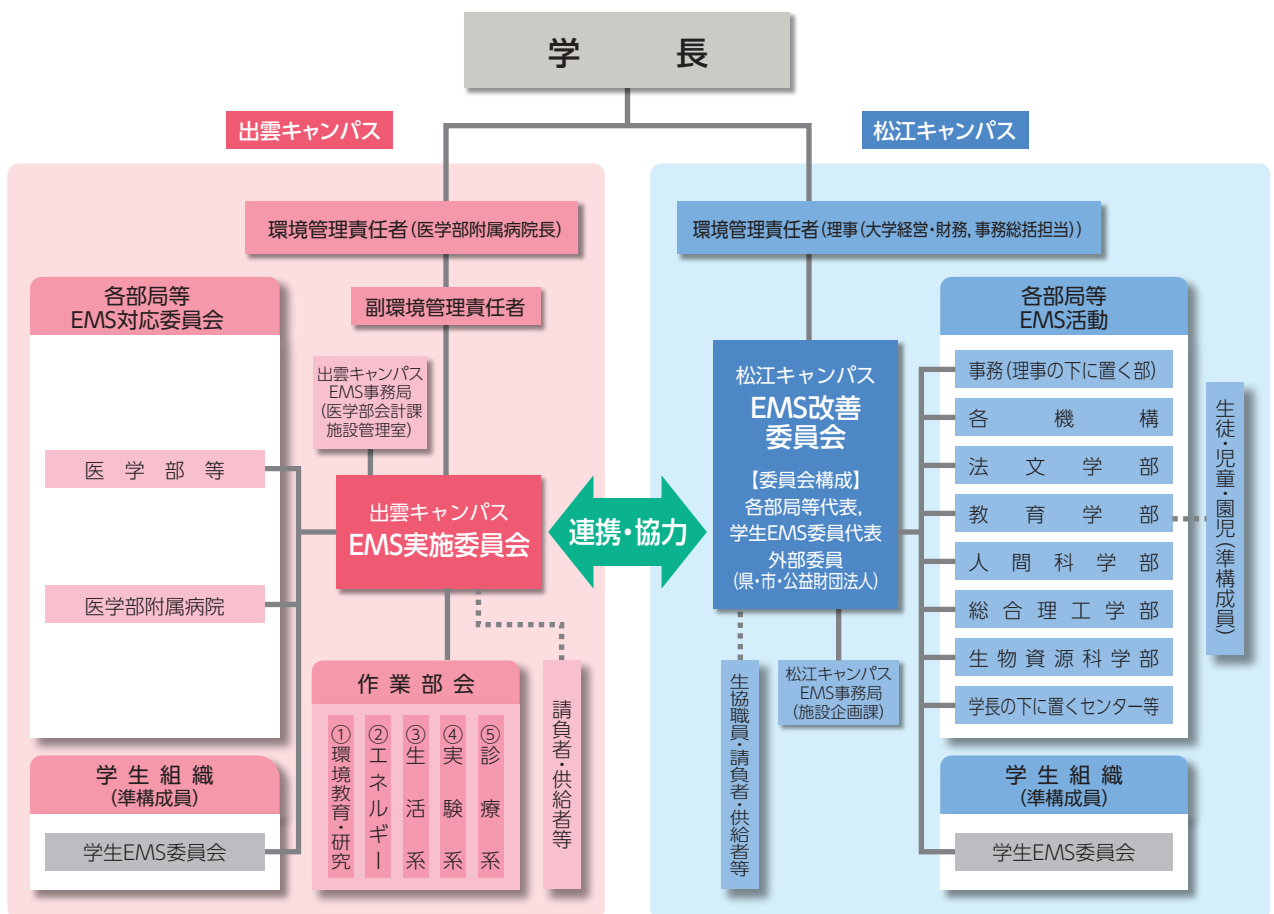 学長
出雲キャンパス
環境管理責任者(医学部附属病院長)
副環境管理責任者
各部局等
EMS対応委員会
医学部等
医学部附属病院
出雲キャンパス
EMS事務局
(医学部会計課
施設管理室)
出雲キャンパス
EMS実施委員会
学生組織
(準構成員)
学生EMS委員会
作業部会
①環境教育・研究
②エネルギー
③生活系
④実験系
⑤診療系
請負者・供給者等
連携・協力
松江キャンパス
環境管理責任者(理事(大学経営・財務,事務総括担当))
松江キャンパス
EMS改善
委員会
【委員会構成】
各部局等代表,
学生EMS委員代表
外部委員
(県・市・公益財団法人)
生協職員・請負者・供給者等
松江キャンパス
EMS事務局
(施設企画課)
各部局等
EMS活動
事務(理事の下に置く部)
各機構
法文学部
教育学部
人間科学部
総合理工学部
生物資源科学部
学長の下に置くセンター等
生徒・児童・園児(準構成員)
学生組織
(準構成員)
学生EMS委員会